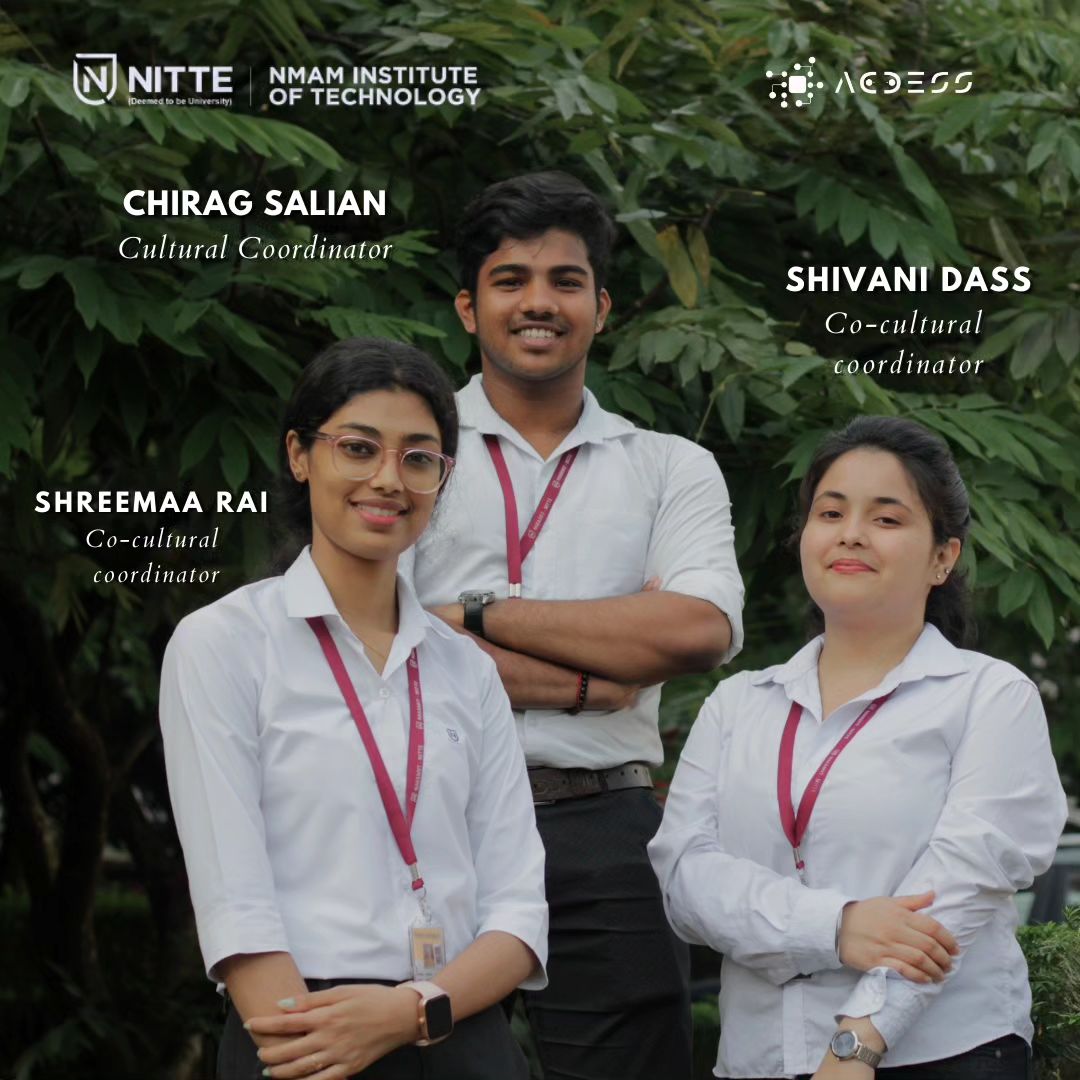 NITTE
(Deemed to be University)
NMAM INSTITUTE
OF TECHNOLOGY
ACDESS
CHIRAG SALIAN
Cultural Coordinator
SHIVANI DASS
Co-cultural
coordinator
SHREEMAA RAI
Co-cultural
coordinator